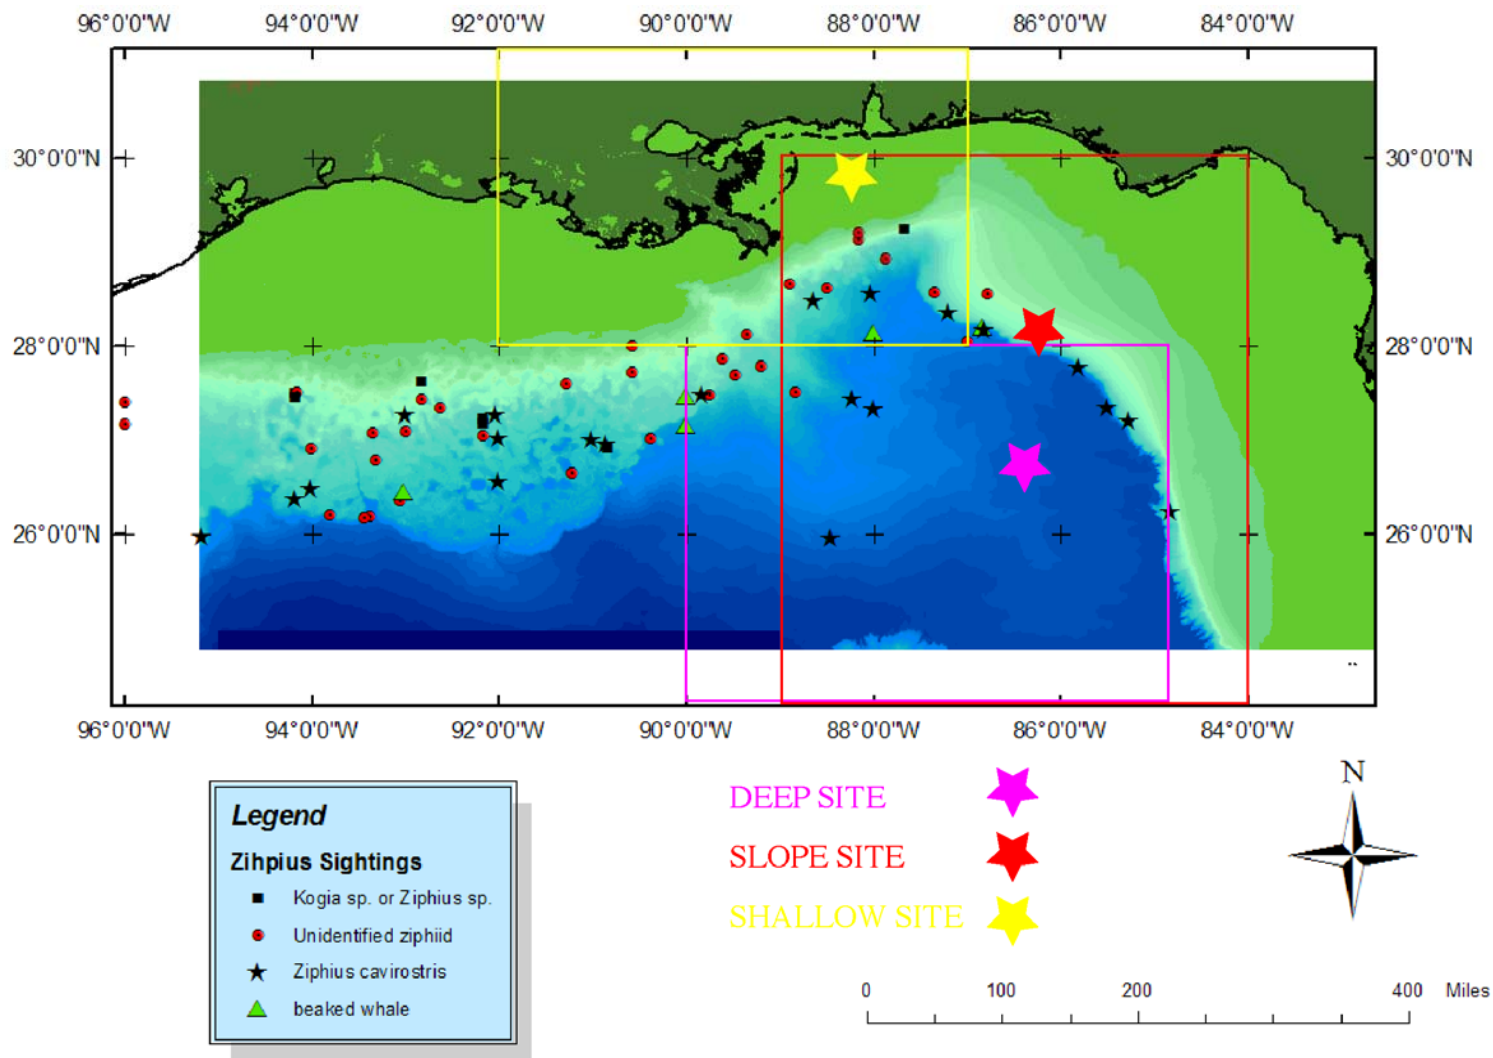 96°0'0"W 94°0'0"W 92°0'0"W 90°0'0"W 88°0'0"W 86°0'0"W 84°0'0"W
30°0'0"N 30°0'0"N
28°0'0"N 28°0'0"N
26°0'0"N 26°0'0"N
96°0'0"W 94°0'0"W 92°0'0"W 90°0'0"W 88°0'0"W 86°0'0"W 84°0'0"W
Legend
Zihpius Sightings
Kogia sp. or Ziphius sp.
Unidentified ziphiid
Ziphius cavirostris
beaked whale
DEEP SITE
SLOPE SITE
SHALLOW SITE
N
0 100 200 400 Miles